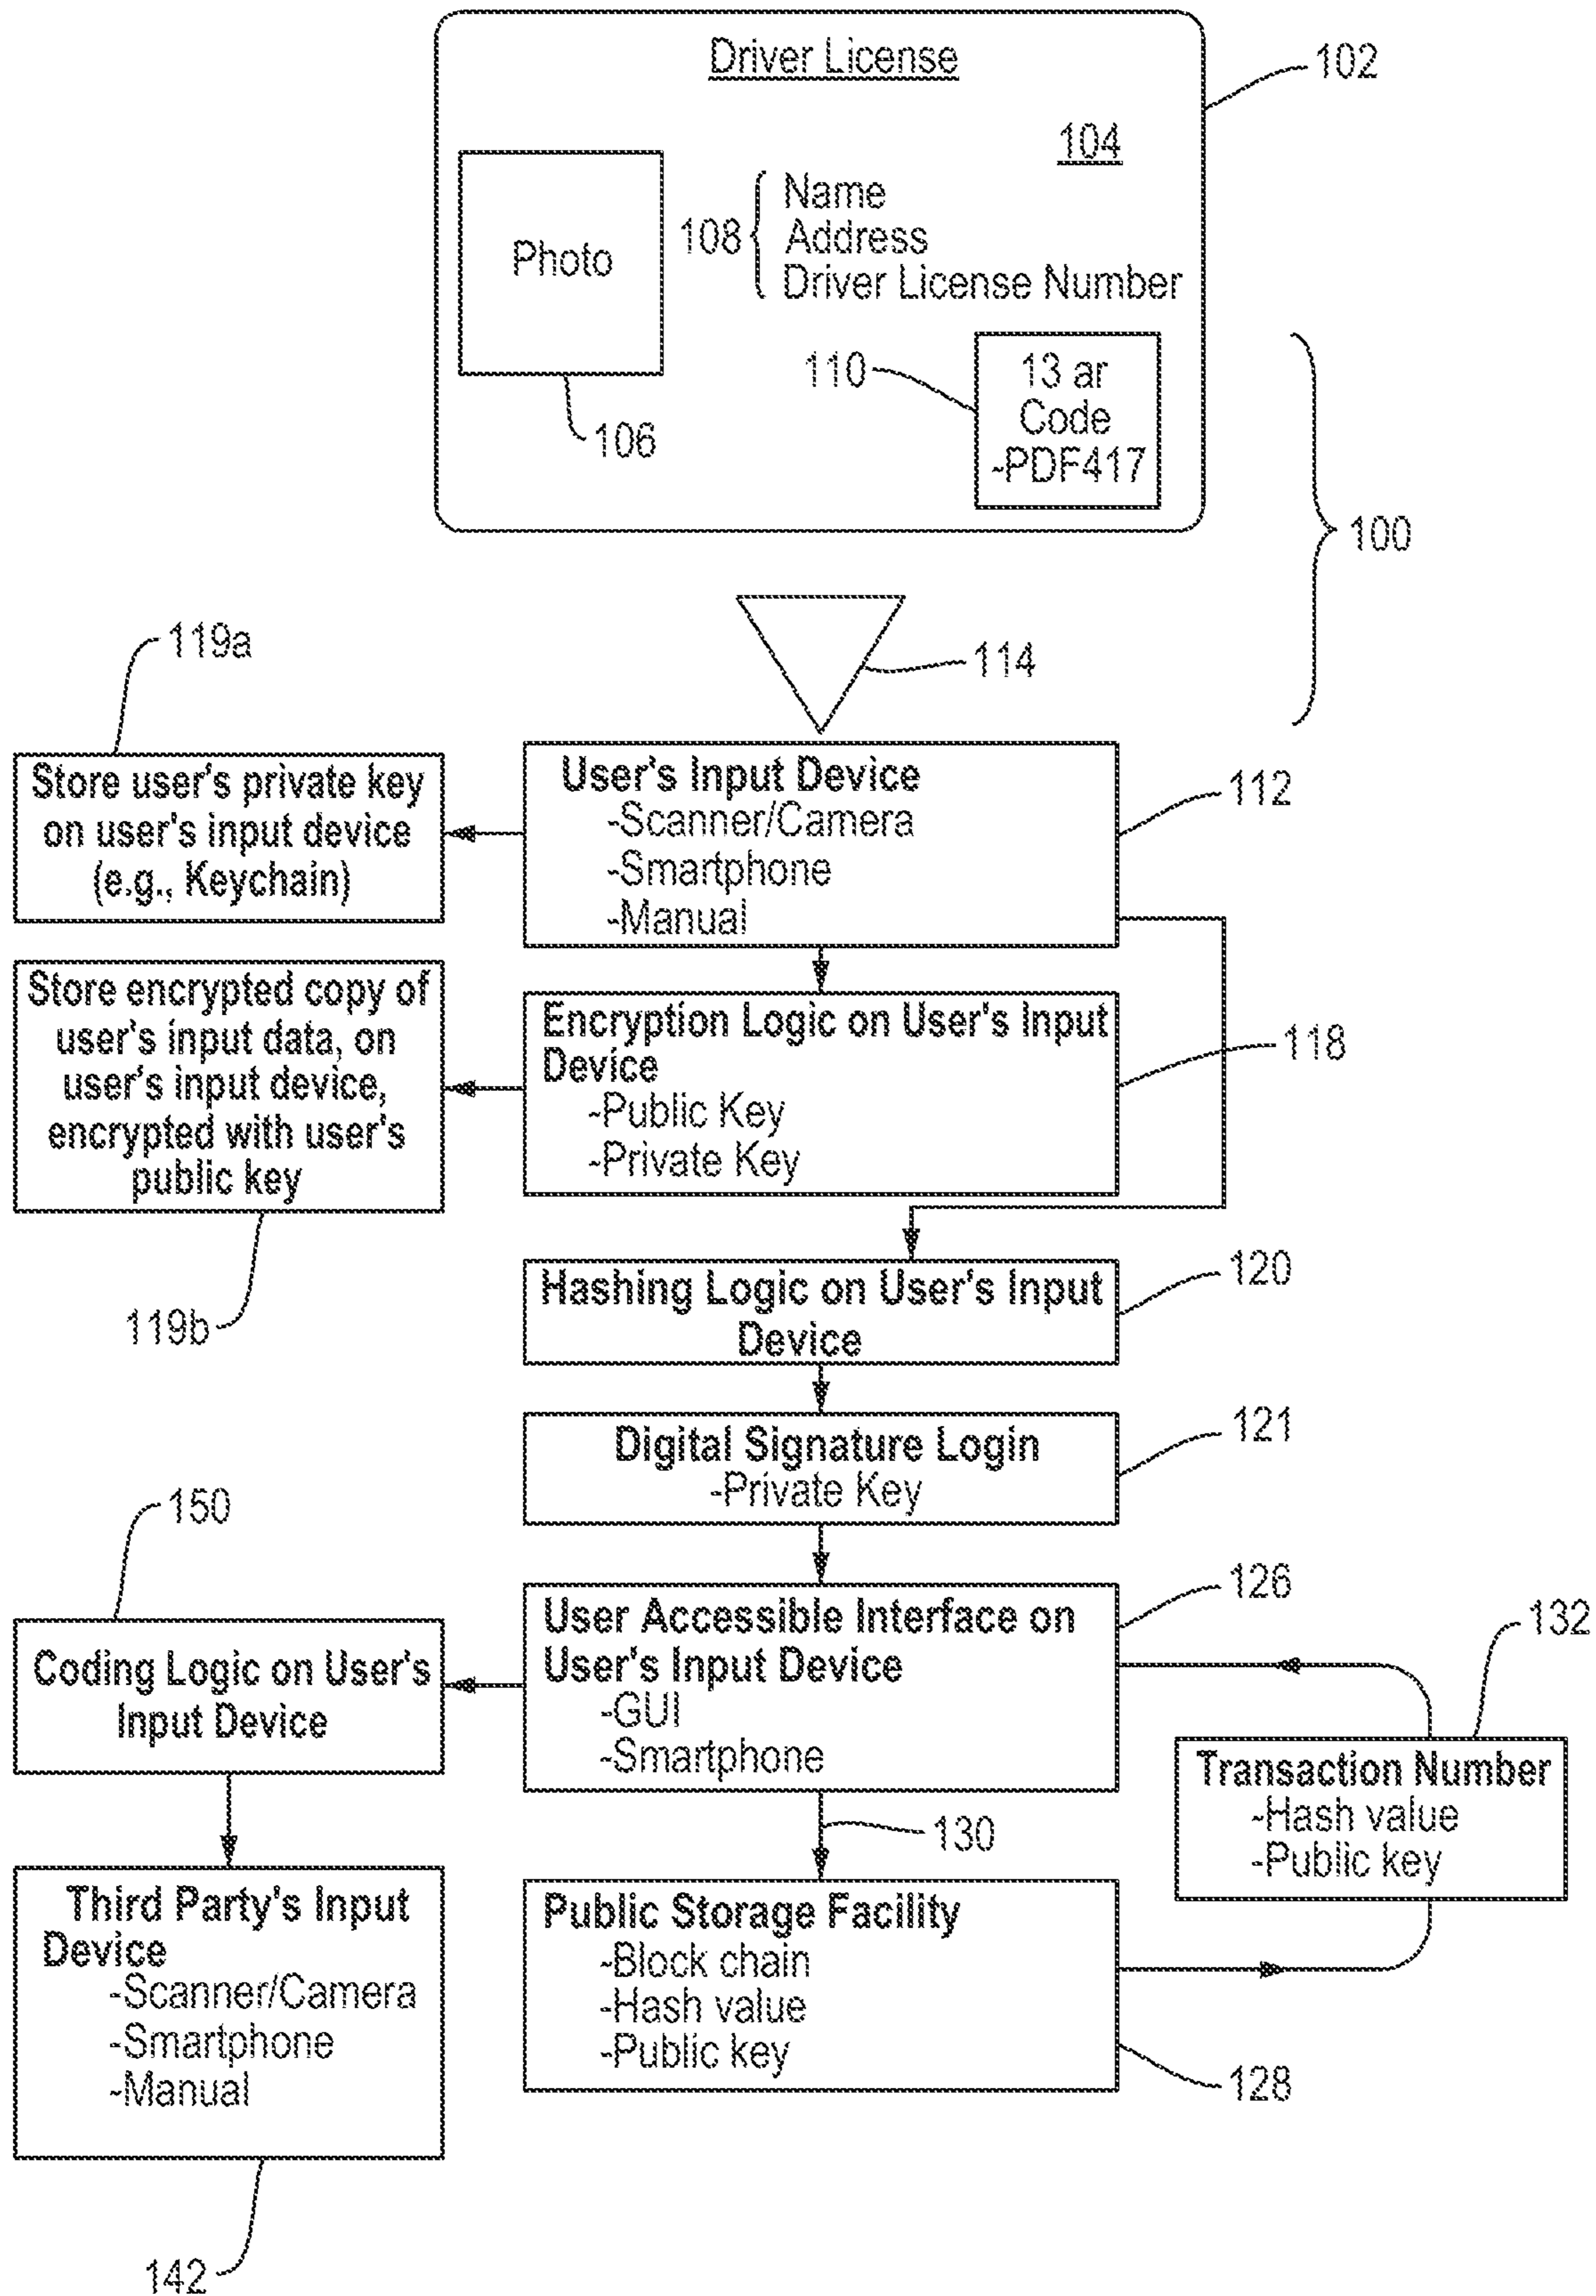 Driver License
102
104
Photo
108
Name
Address
Driver License Number
110
13 ar
Code
-PDF417
106
100
114
119a
Store user's private key
on user's input device
(e.g., Keychain)
User's Input Device
-Scanner/Camera
-Smartphone
-Manual
112
Store encrypted copy of
user's input data, on
user's input device,
encrypted with user's
public key
119b
Encryption Logic on User's Input
Device
-Public Key
-Private Key
118
Hashing Logic on User's Input
Device
120
Digital Signature Login
-Private Key
121
150
Coding Logic on User's
Input Device
User Accessible Interface on
User's Input Device
-GUI
-Smartphone
126
132
Transaction Number
-Hash value
-Public key
130
Third Party's Input
Device
-Scanner/Camera
-Smartphone
-Manual
142
Public Storage Facility
-Block chain
-Hash value
-Public key
128